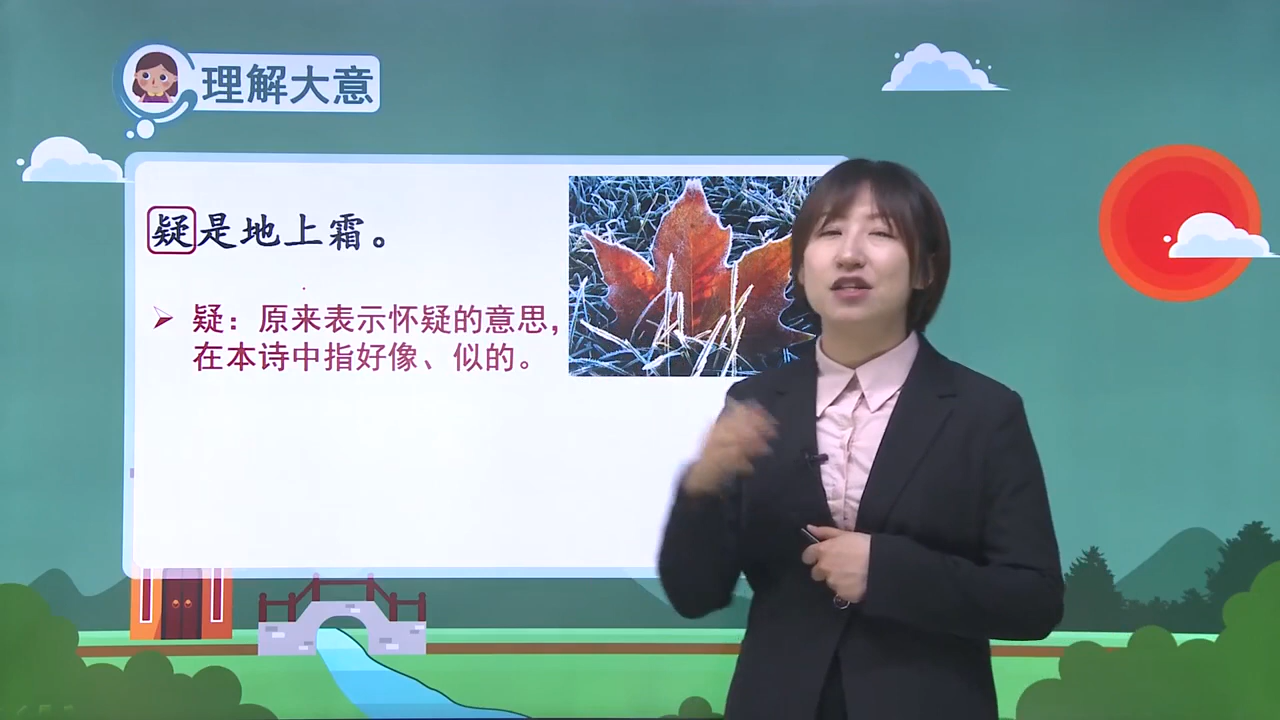 理解大意
疑是地上霜。
疑：原来表示怀疑的意思，
在本诗中指好像、似的。